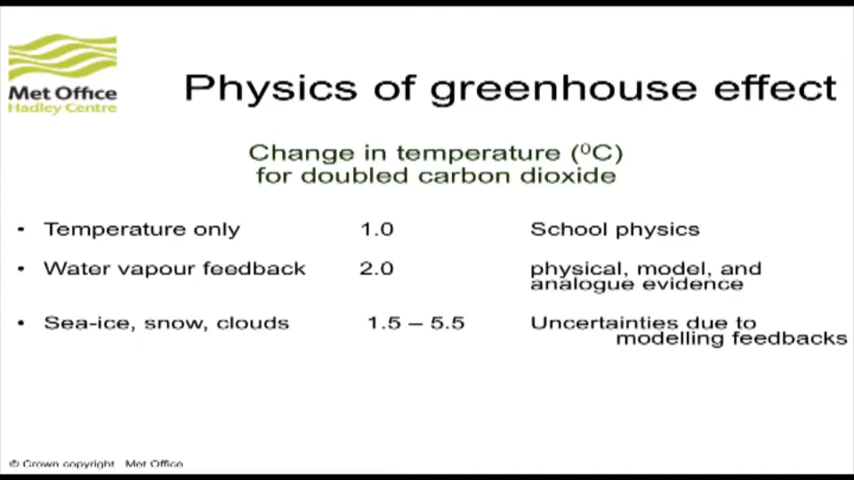 Met Office
Hadley Centre
Physics of greenhouse effect
Change in temperature (⁰C)
for doubled carbon dioxide
• Temperature only 1.0 School physics
• Water vapour feedback 2.0 physical, model, and
analogue evidence
• Sea-ice, snow, clouds 1.5 – 5.5 Uncertainties due to
modelling feedbacks
© Crown copyright Met Office